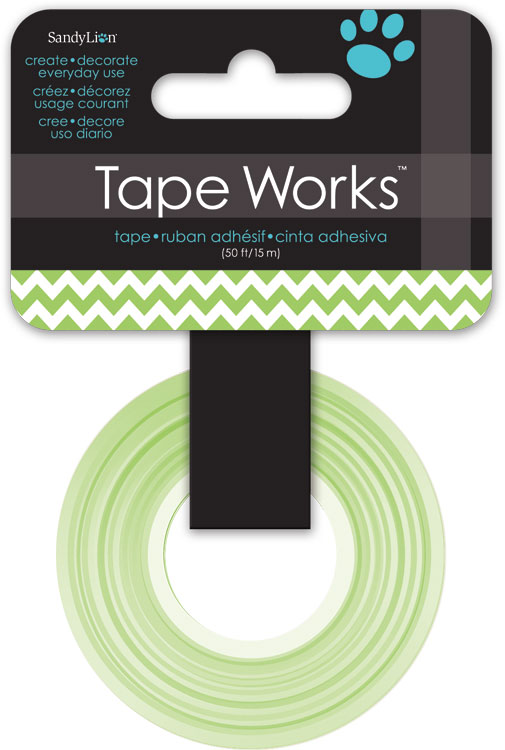 SandyLion™
create•decorate
everyday use
créez•décorez
usage courant
cree•decore
uso diario
Tape Works™
tape•ruban adhésif•cinta adhesiva
(50 ft/15 m)